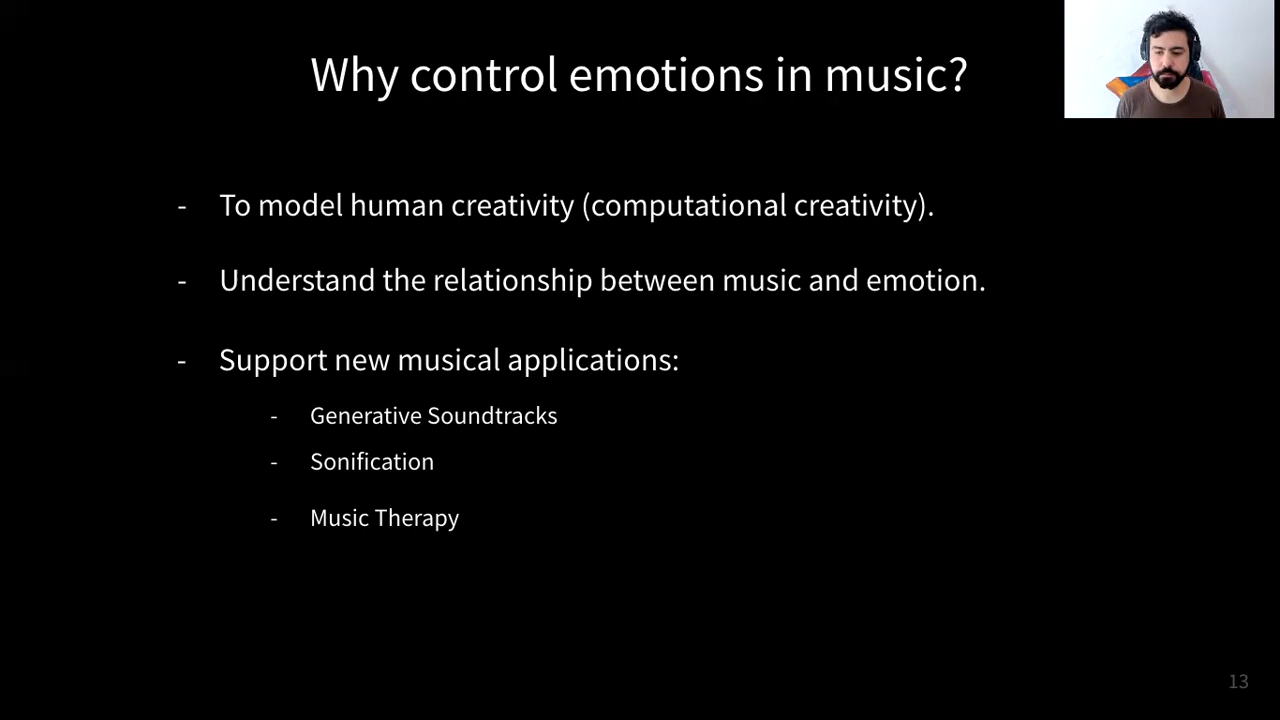 Why control emotions in music?
- To model human creativity (computational creativity).
- Understand the relationship between music and emotion.
- Support new musical applications:
- Generative Soundtracks
- Sonification
- Music Therapy
13